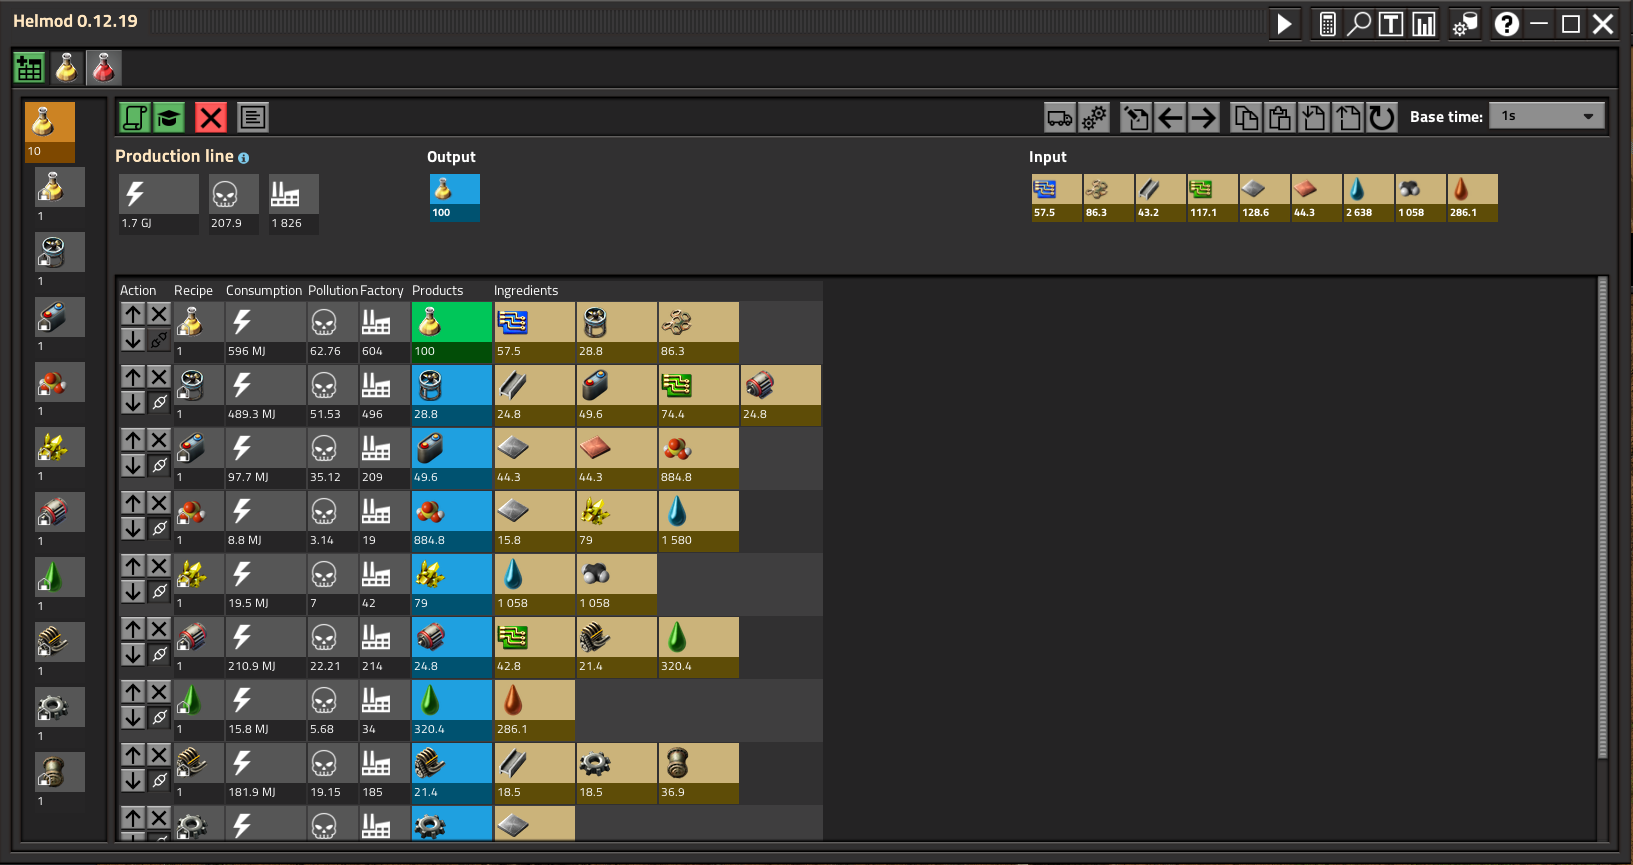 Helmod 0.12.19
Base time: 1s
10
1
1
1
1
1
1
1
1
1
1
Production line
1.7 GJ 207.9 1 826
Output
100
Input
57.5 86.3 43.2 117.1 128.6 44.3 2 638 1 058 286.1
Action Recipe Consumption Pollution Factory Products Ingredients
1 596 MJ 62.76 604 100 57.5 28.8 86.3
1 489.3 MJ 51.53 496 28.8 24.8 49.6 74.4 24.8
1 97.7 MJ 35.12 209 49.6 44.3 44.3 884.8
1 8.8 MJ 3.14 19 884.8 15.8 79 1 580
1 19.5 MJ 7 42 79 1 058 1 058
1 210.9 MJ 22.21 214 24.8 42.8 21.4 320.4
1 15.8 MJ 5.68 34 320.4 286.1
1 181.9 MJ 19.15 185 21.4 18.5 18.5 36.9